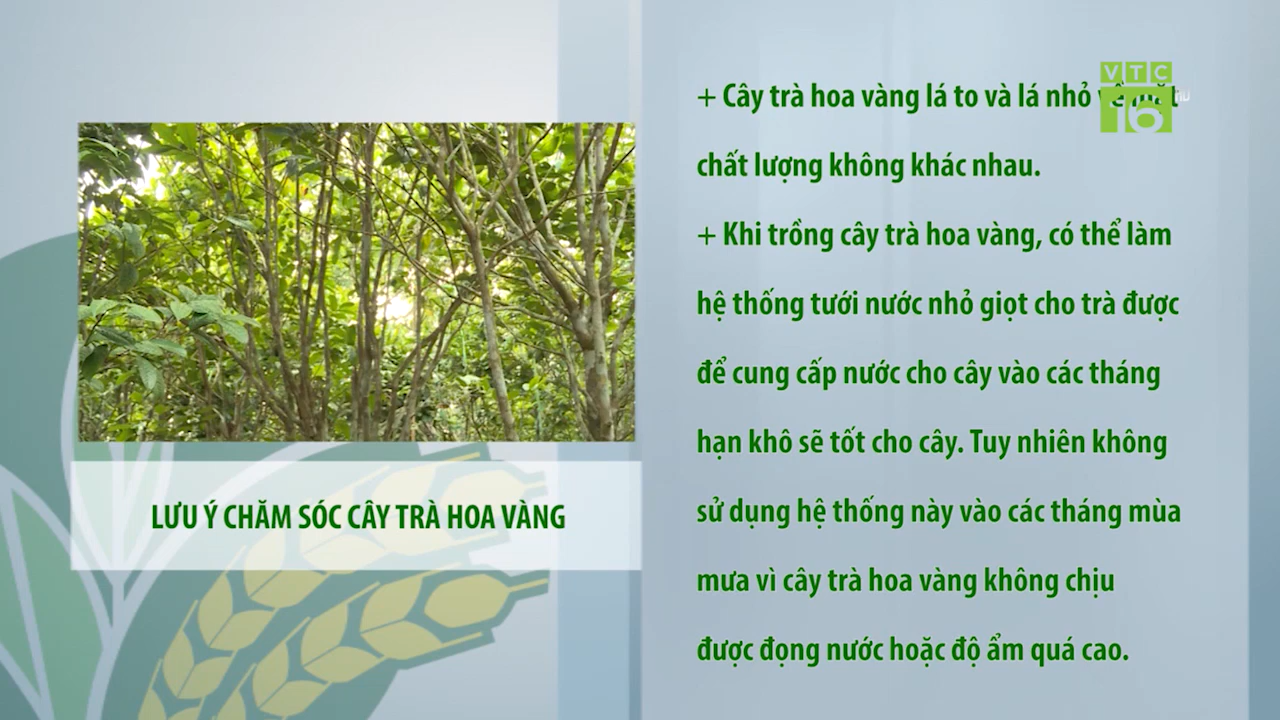 VTC
16
+ Cây trà hoa vàng lá to và lá nhỏ về mặt
chất lượng không khác nhau.
+ Khi trồng cây trà hoa vàng, có thể làm
hệ thống tưới nước nhỏ giọt cho trà được
để cung cấp nước cho cây vào các tháng
hạn khô sẽ tốt cho cây. Tuy nhiên không
sử dụng hệ thống này vào các tháng mùa
mưa vì cây trà hoa vàng không chịu
được đọng nước hoặc độ ẩm quá cao.
LƯU Ý CHĂM SÓC CÂY TRÀ HOA VÀNG